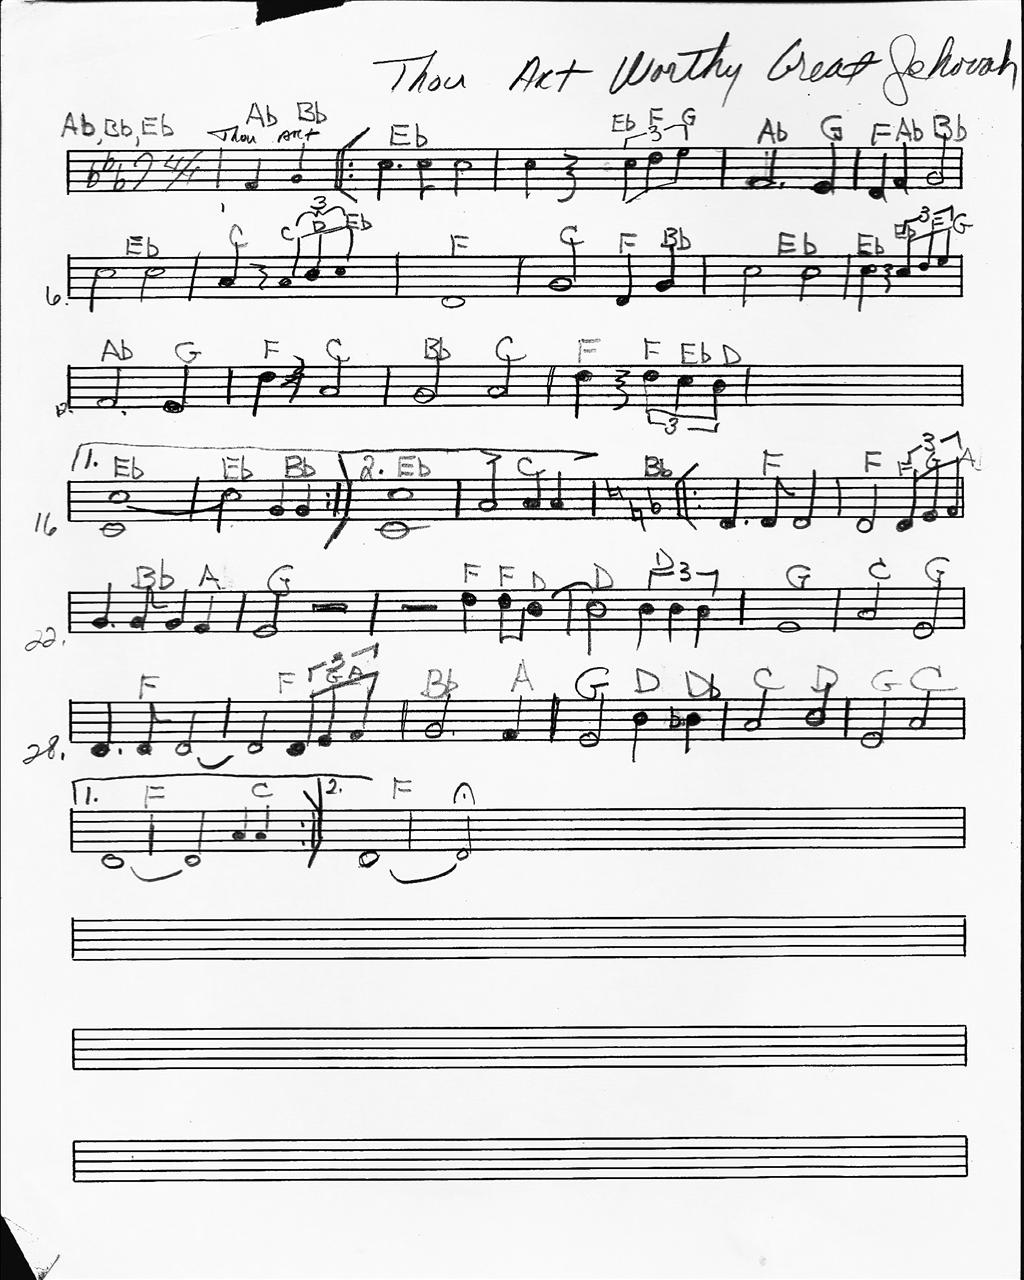 Thou Art Worthy Great Jehovah
Ab, Bb, Eb Ab Bb Eb Eb F G Ab G F Ab Bb
Thou Art 3
4/4
Eb C C D Eb F C F Bb Eb Eb Eb F G
3 3
6.
Ab G F C Bb C F F Eb D
3
1. Eb Eb Bb 2. Eb C Bb F F F G A
3
16
Bb A G F F D D D G C G
3
22.
F F G A Bb A G D Db C D G C
3
28.
1. F C 2. F